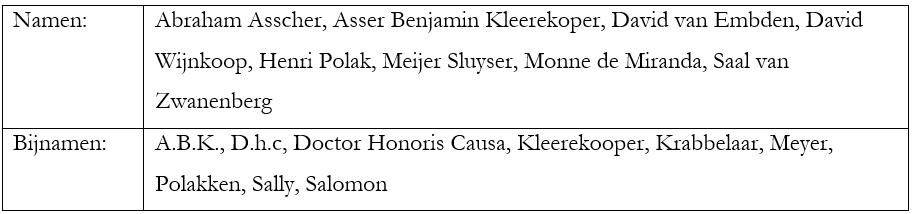 Namen: Abraham Asscher, Asser Benjamin Kleerekoper, David van Embden, David
Wijnkoop, Henri Polak, Meijer Sluyser, Monne de Miranda, Saal van
Zwanenberg
Bijnamen: A.B.K., D.h.c, Doctor Honoris Causa, Kleerekooper, Krabbelaar, Meyer,
Polakken, Sally, Salomon